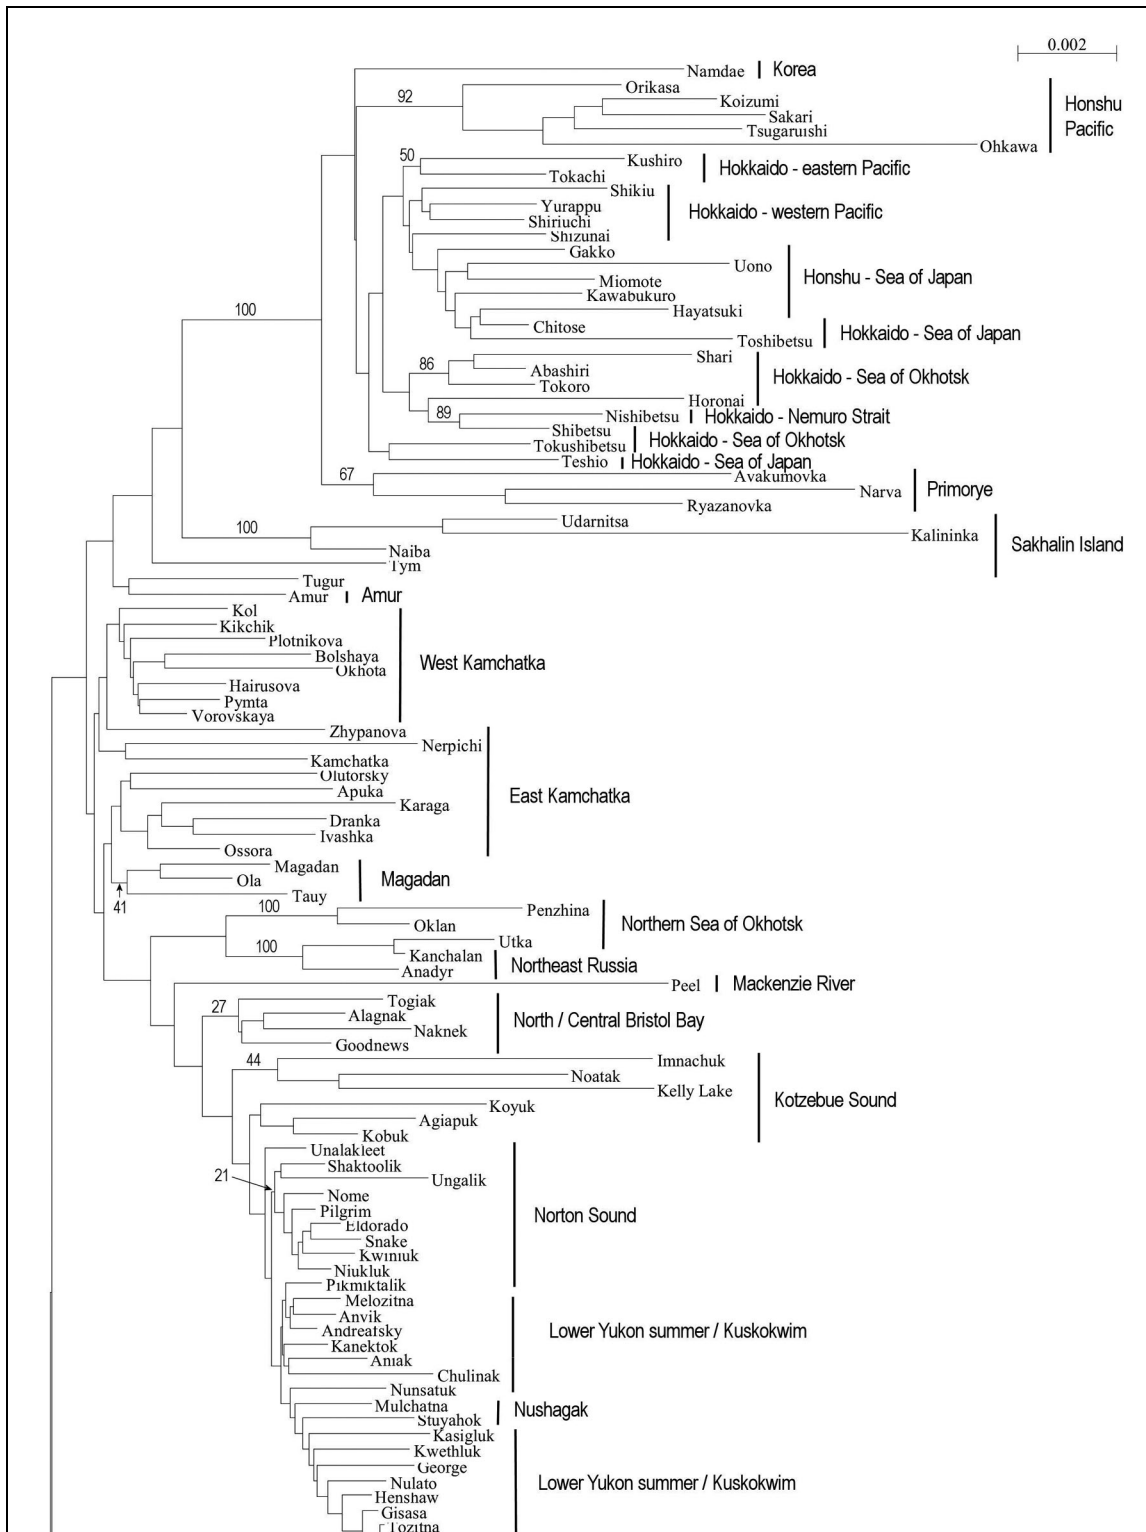 0.002
Namdae
Korea
Orikasa
92
Koizumi
Honshu
Pacific
Sakari
Tsugaruishi
Ohkawa
50
Kushiro
Hokkaido - eastern Pacific
Tokachi
Shikiu
Yurappu
Hokkaido - western Pacific
Shiriuchi
Shizunai
Gakko
Uono
Honshu - Sea of Japan
Miomote
Kawabukuro
Hayatsuki
100
Chitose
Toshibetsu
Hokkaido - Sea of Japan
Shari
86
Abashiri
Hokkaido - Sea of Okhotsk
Tokoro
Horonai
89
Nishibetsu
Hokkaido - Nemuro Strait
Shibetsu
Tokushibetsu
Hokkaido - Sea of Okhotsk
Teshio
Hokkaido - Sea of Japan
67
Avakumovka
Narva
Primorye
Ryazanovka
Udarnitsa
100
Kalininka
Sakhalin Island
Naiba
Tym
Tugur
Amur
Amur
Kol
Kikchik
Plotnikova
Bolshaya
West Kamchatka
Okhota
Hairusova
Pymta
Vorovskaya
Zhypanova
Nerpichi
Kamchatka
Olutorsky
Apuka
East Kamchatka
Karaga
Dranka
Ivashka
Ossora
Magadan
Magadan
Ola
Tauy
41
100
Penzhina
Oklan
Northern Sea of Okhotsk
Utka
100
Kanchalan
Northeast Russia
Anadyr
Peel
Mackenzie River
Togiak
27
Alagnak
North / Central Bristol Bay
Naknek
Goodnews
44
Imnachuk
Noatak
Kelly Lake
Kotzebue Sound
Koyuk
Agiapuk
Kobuk
Unalakleet
Shaktoolik
21
Ungalik
Nome
Pilgrim
Norton Sound
Eldorado
Snake
Kwiniuk
Niukluk
Pikmiktalik
Melozitna
Anvik
Andreafsky
Lower Yukon summer / Kuskokwim
Kanektok
Aniak
Chulinak
Nunsatuk
Mulchatna
Nushagak
Stuyahok
Kasigluk
Kwethluk
George
Nulato
Lower Yukon summer / Kuskokwim
Henshaw
Gisasa
Tozitna